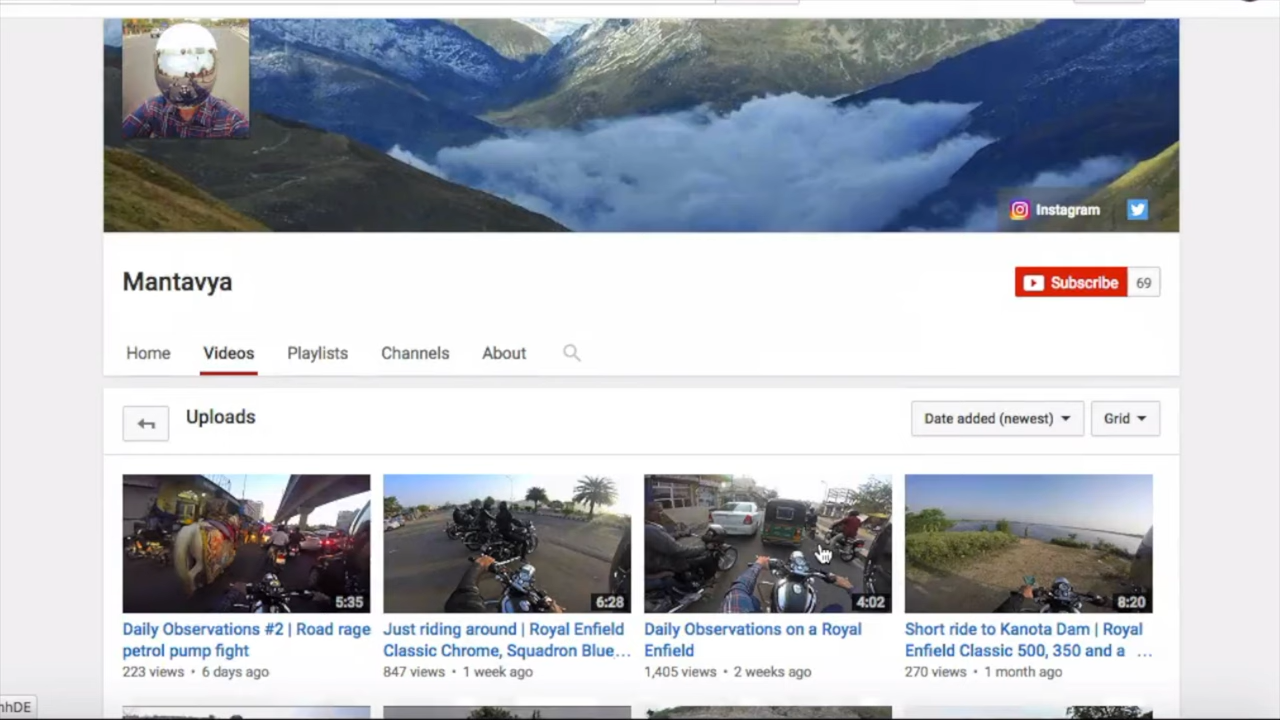 Instagram
Mantavya
Subscribe 69
Home Videos Playlists Channels About
Uploads
Date added (newested) Grid
5:35 6:28 4:02 8:20
Daily Observations #2 | Road rage
petrol pump fight
223 views • 6 days ago
Just riding around | Royal Enfield
Classic Chrome, Squadron Blue...
847 views • 1 week ago
Daily Observations on a Royal
Enfield
1,405 views • 2 weeks ago
Short ride to Kanota Dam | Royal
Enfield Classic 500, 350 and a ...
270 views • 1 month ago
nhDE